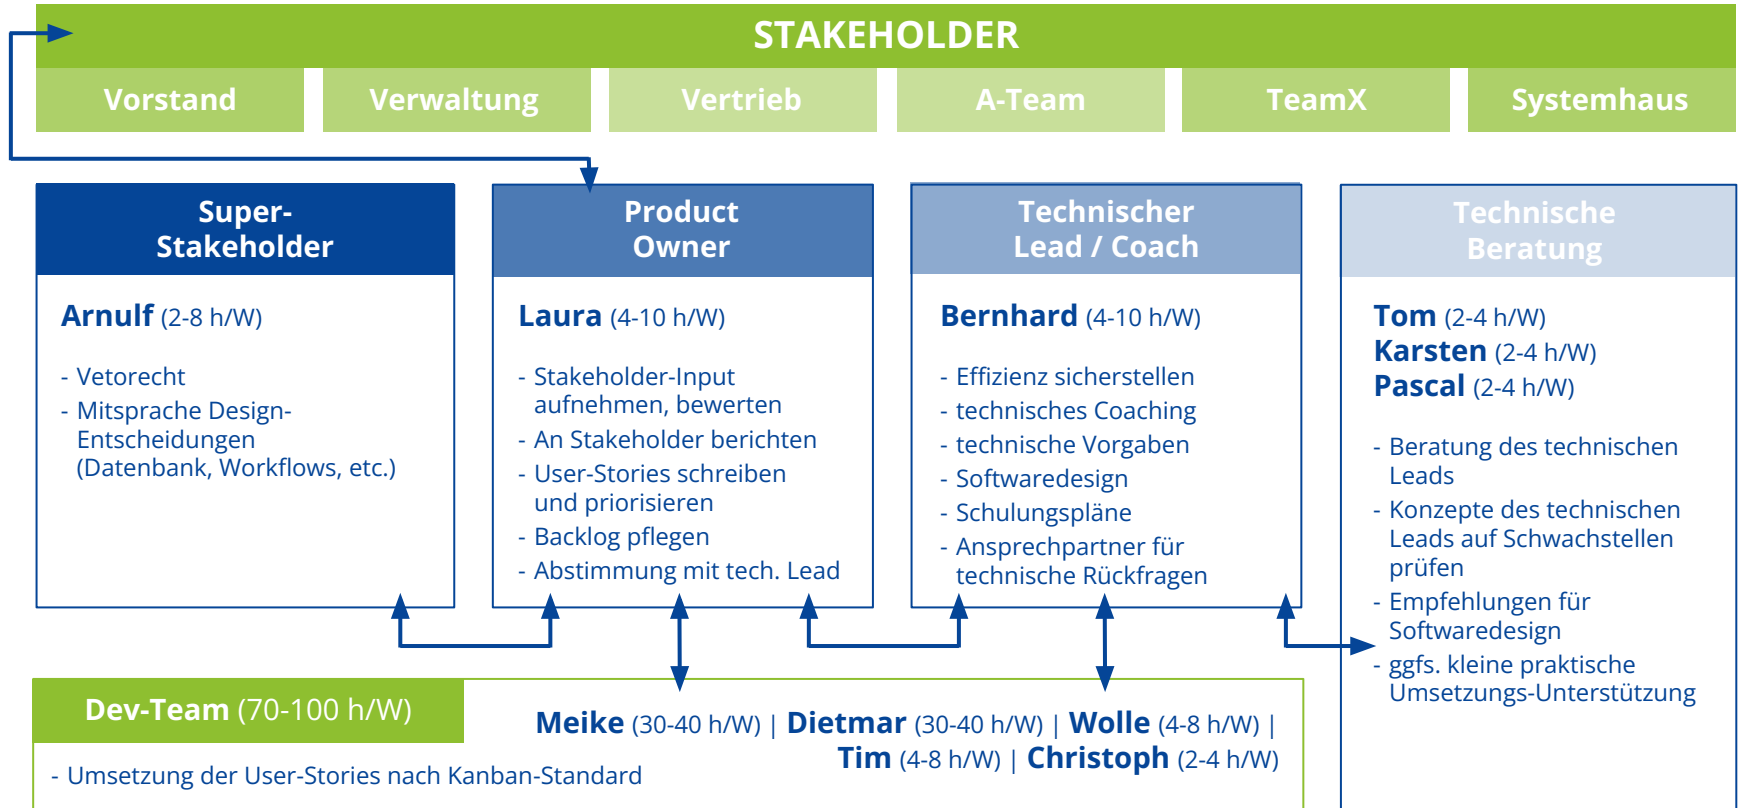 STAKEHOLDER
Vorstand
Verwaltung
Vertrieb
A-Team
TeamX
Systemhaus
Super-
Stakeholder
Arnulf (2-8 h/W)
- Vetorecht
- Mitsprache Design-
Entscheidungen
(Datenbank, Workflows, etc.)
Product
Owner
Laura (4-10 h/W)
- Stakeholder-Input
aufnehmen, bewerten
- An Stakeholder berichten
- User-Stories schreiben
und priorisieren
- Backlog pflegen
- Abstimmung mit tech. Lead
Technischer
Lead / Coach
Bernhard (4-10 h/W)
- Effizienz sicherstellen
- technisches Coaching
- technische Vorgaben
- Softwaredesign
- Schulungspläne
- Ansprechpartner für
technische Rückfragen
Technische
Beratung
Tom (2-4 h/W)
Karsten (2-4 h/W)
Pascal (2-4 h/W)
- Beratung des technischen
Leads
- Konzepte des technischen
Leads auf Schwachstellen
prüfen
- Empfehlungen für
Softwaredesign
- ggfs. kleine praktische
Umsetzungs-Unterstützung
Dev-Team (70-100 h/W)
Meike (30-40 h/W) | Dietmar (30-40 h/W) | Wolle (4-8 h/W) |
Tim (4-8 h/W) | Christoph (2-4 h/W)
- Umsetzung der User-Stories nach Kanban-Standard